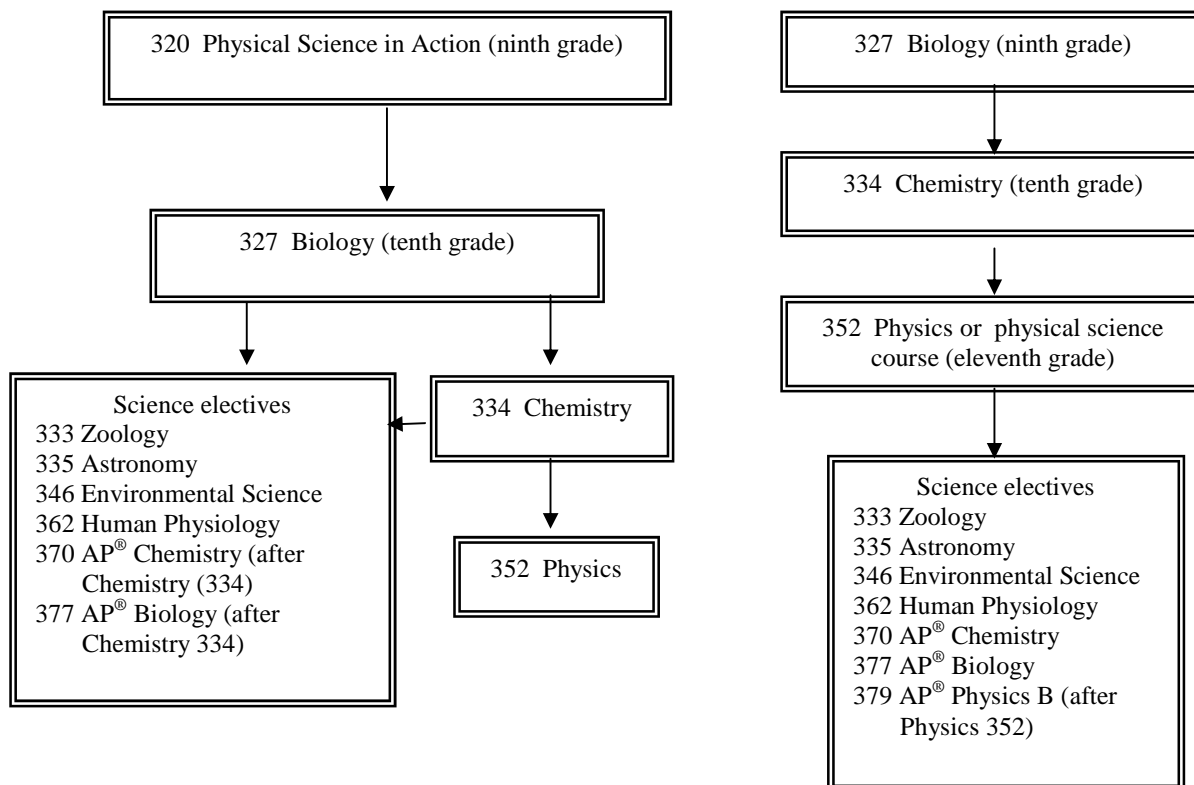 320 Physical Science in Action (ninth grade)
327 Biology (tenth grade)
Science electives
333 Zoology
335 Astronomy
346 Environmental Science
362 Human Physiology
370 AP® Chemistry (after
Chemistry (334)
377 AP® Biology (after
Chemistry 334)
334 Chemistry
352 Physics
327 Biology (ninth grade)
334 Chemistry (tenth grade)
352 Physics or physical science
course (eleventh grade)
Science electives
333 Zoology
335 Astronomy
346 Environmental Science
362 Human Physiology
370 AP® Chemistry
377 AP® Biology
379 AP® Physics B (after
Physics 352)